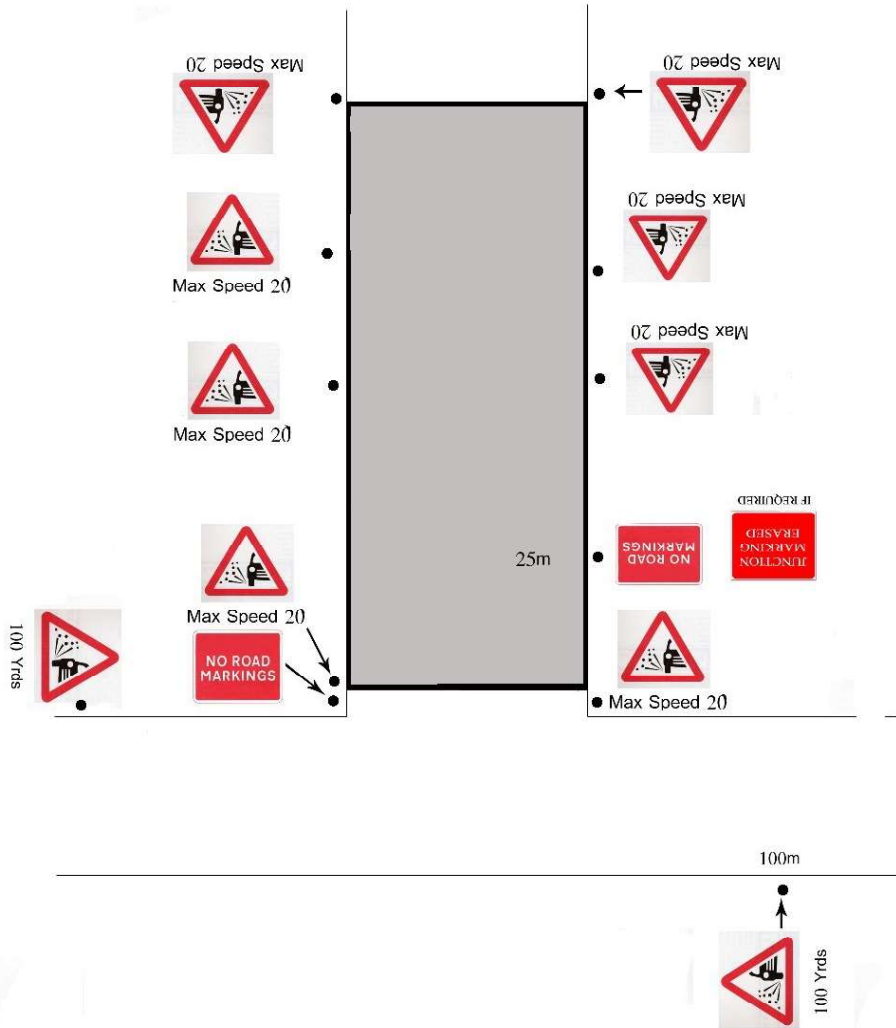 Max Speed 20
Max Speed 20
Max Speed 20
Max Speed 20
Max Speed 20
Max Speed 20
IF REQUIRED
JUNCTION
MARKING
ERASED
NO ROAD
MARKINGS
25m
Max Speed 20
100 Yrds
NO ROAD
MARKINGS
Max Speed 20
100m
100 Yrds